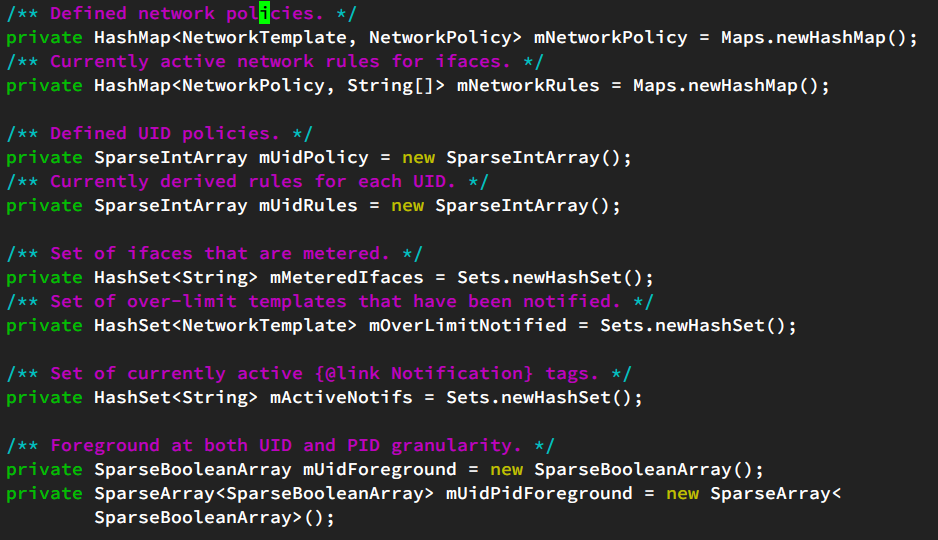 /** Defined network policies. */
private HashMap<NetworkTemplate, NetworkPolicy> mNetworkPolicy = Maps.newHashMap();
/** Currently active network rules for ifaces. */
private HashMap<NetworkPolicy, String[]> mNetworkRules = Maps.newHashMap();

/** Defined UID policies. */
private SparseIntArray mUidPolicy = new SparseIntArray();
/** Currently derived rules for each UID. */
private SparseIntArray mUidRules = new SparseIntArray();

/** Set of ifaces that are metered. */
private HashSet<String> mMeteredIfaces = Sets.newHashSet();
/** Set of over-limit templates that have been notified. */
private HashSet<NetworkTemplate> mOverLimitNotified = Sets.newHashSet();

/** Set of currently active {@link Notification} tags. */
private HashSet<String> mActiveNotifs = Sets.newHashSet();

/** Foreground at both UID and PID granularity. */
private SparseBooleanArray mUidForeground = new SparseBooleanArray();
private SparseArray<SparseBooleanArray> mUidPidForeground = new SparseArray<
        SparseBooleanArray>();